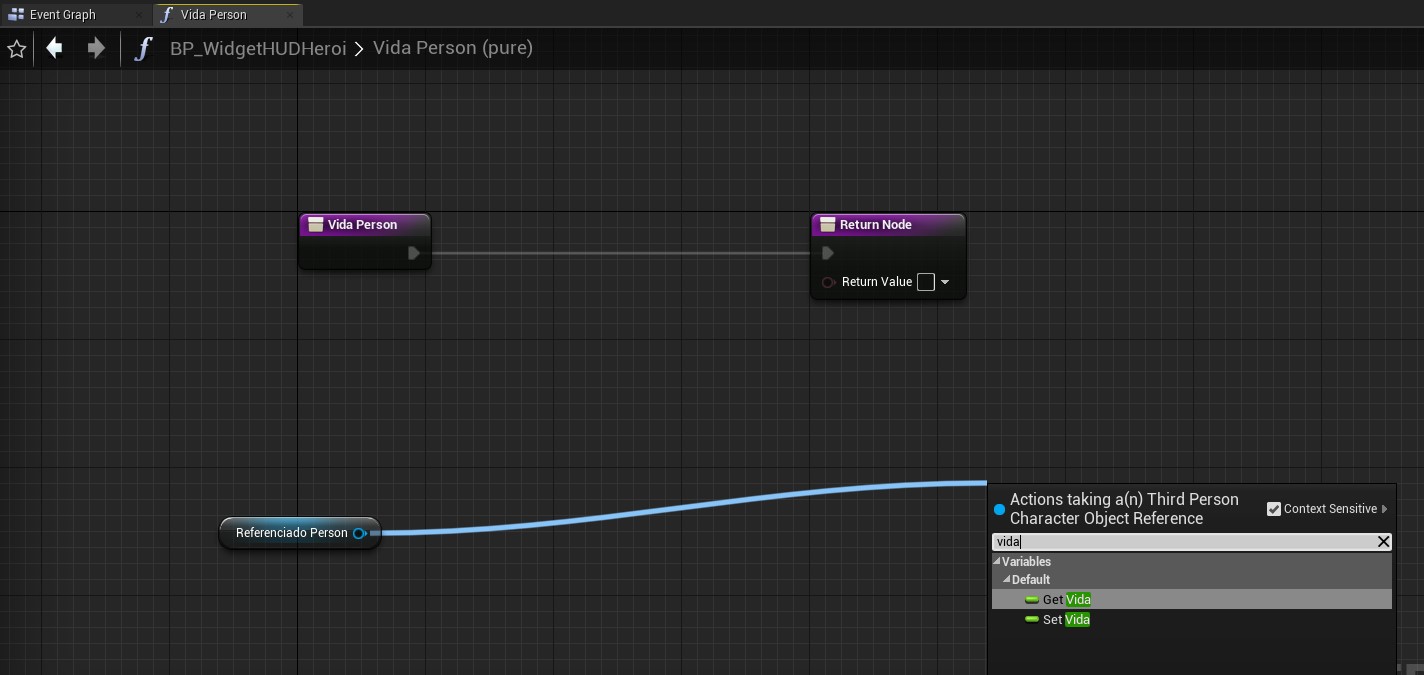 Event Graph
Vida Person
BP_WidgetHUDHeroi > Vida Person (pure)
Vida Person
Return Node
Return Value
Referenciado Person
Actions taking a(n) Third Person
Character Object Reference
Context Sensitive
vida
Variables
Default
Get Vida
Set Vida